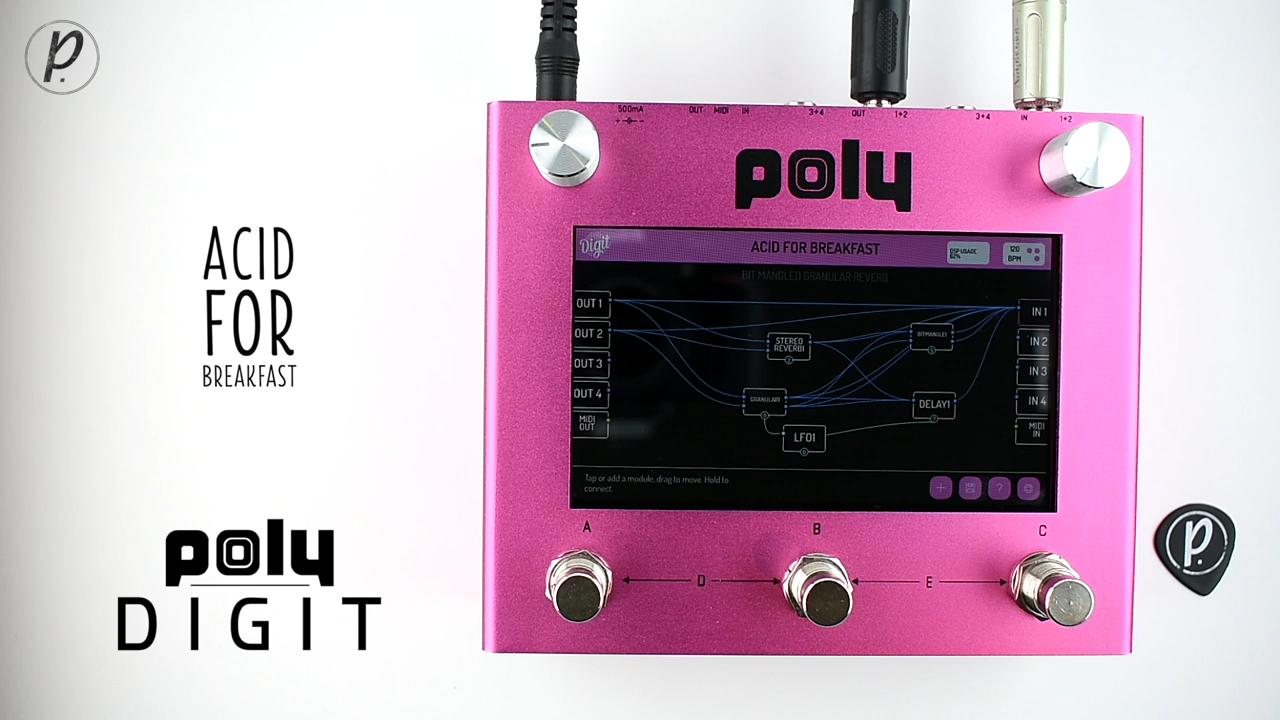 p.
ACID
FOR
BREAKFAST
poly
DIGIT
500mA
OUT MIDI IN
3+4 OUT 1+2
3+4 IN 1+2
poly
Digit
ACID FOR BREAKFAST
DSP USAGE
62%
120
BPM
BIT MANGLED GRANULAR REVERB
OUT 1
OUT 2
OUT 3
OUT 4
MIDI
OUT
STEREO
REVERB1
BITMANGLE1
GRANULAR1
DELAY1
LFO1
IN 1
IN 2
IN 3
IN 4
MIDI
IN
Tap or add a module, drag to move. Hold to
connect.
+ ?
A B C
D E
p.